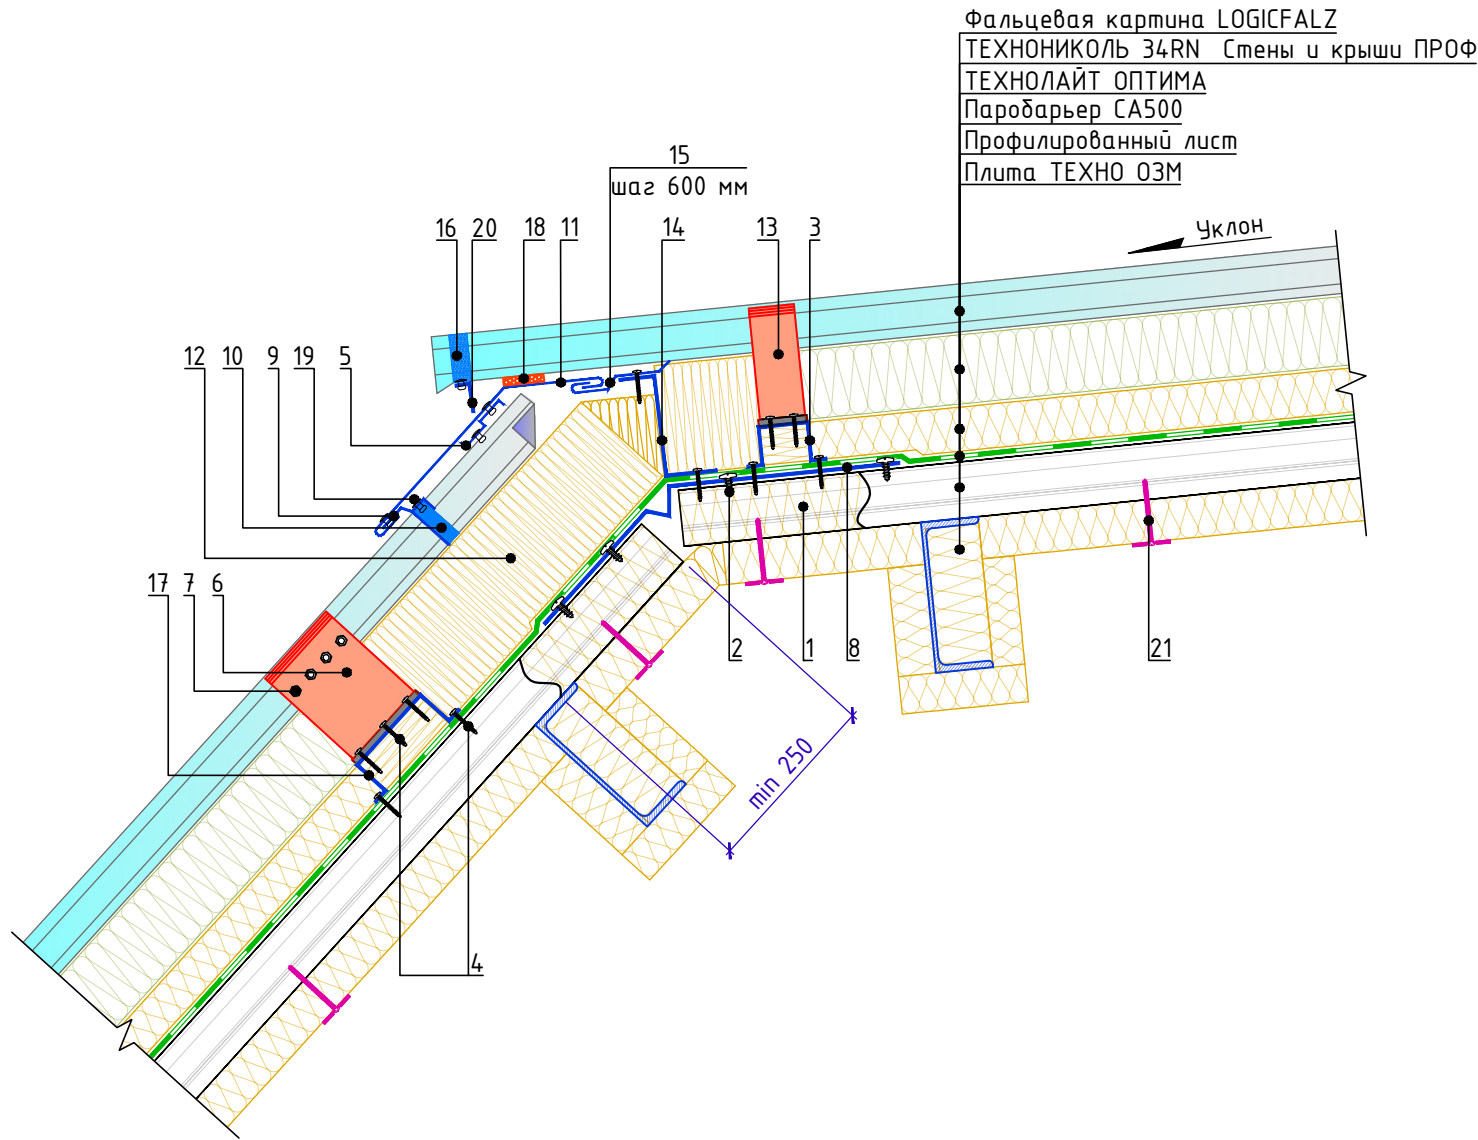 Фальцевая картина LOGICFALZ
ТЕХНОНИКОЛЬ 34RN Стены и крыши ПРОФ
ТЕХНОЛАЙТ ОПТИМА
Паробарьер СА500
Профилированный лист
Плита ТЕХНО ОЗМ
15
шаг 600 мм
16 20 18 11 14 13 3
Уклон
12 10 9 19 5
17 7 6
2 1 8 21
min 250
4